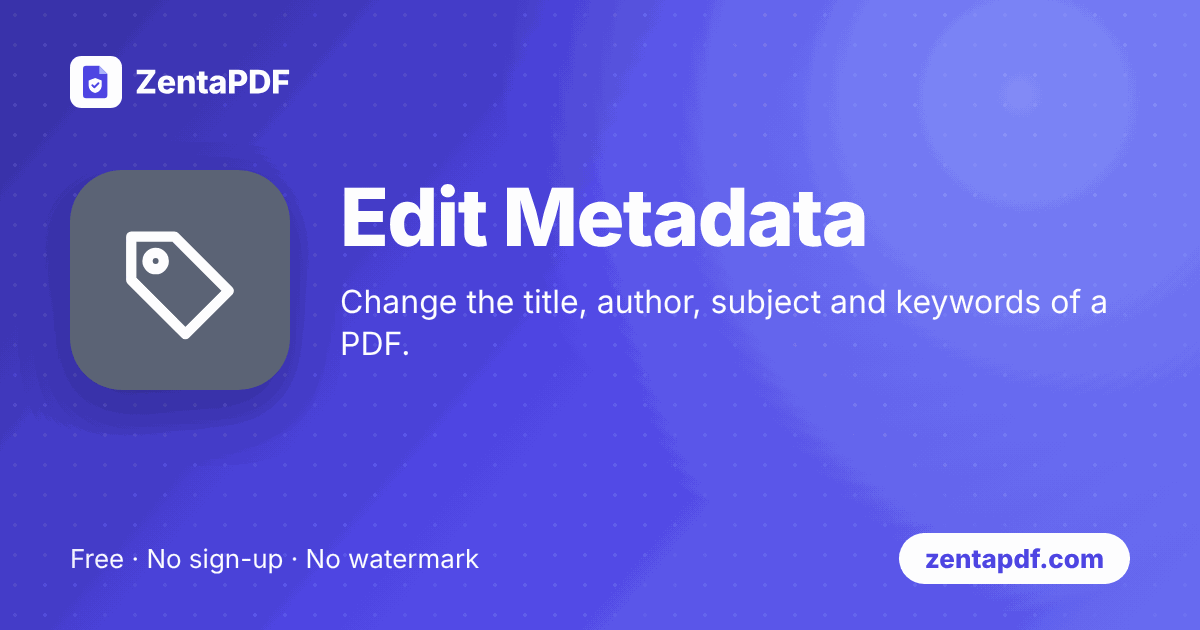 ZentaPDF
Edit Metadata
Change the title, author, subject and keywords of a
PDF.
Free · No sign-up · No watermark
zentapdf.com